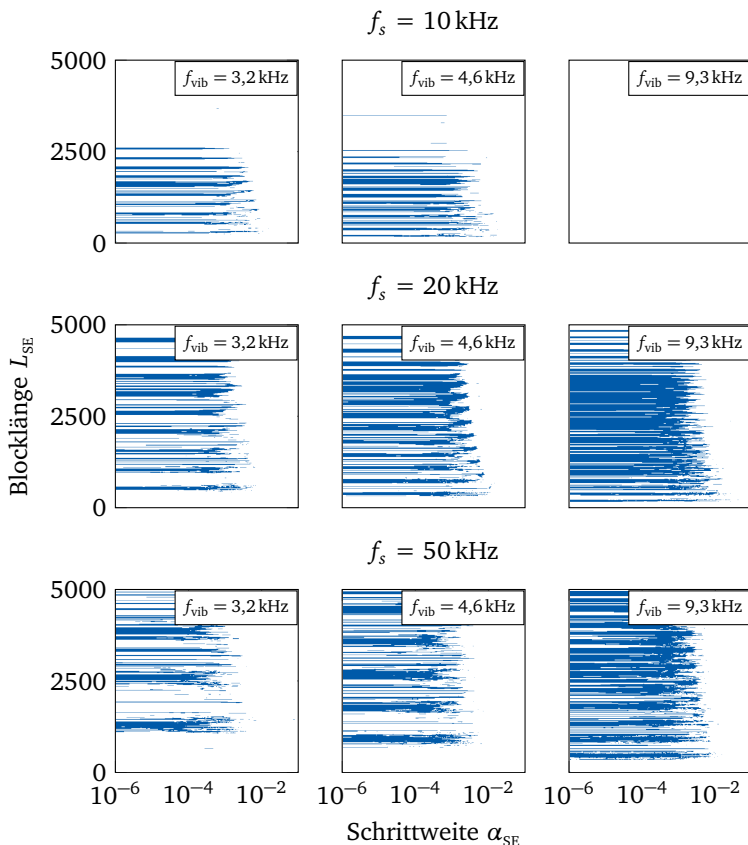 f_s = 10 kHz
5000
2500
0
f_vib = 3,2 kHz
f_vib = 4,6 kHz
f_vib = 9,3 kHz
f_s = 20 kHz
Blocklänge L_SE
5000
2500
0
f_vib = 3,2 kHz
f_vib = 4,6 kHz
f_vib = 9,3 kHz
f_s = 50 kHz
5000
2500
0
f_vib = 3,2 kHz
f_vib = 4,6 kHz
f_vib = 9,3 kHz
10⁻⁶ 10⁻⁴ 10⁻² 10⁻⁶ 10⁻⁴ 10⁻² 10⁻⁶ 10⁻⁴ 10⁻²
Schrittweite α_SE